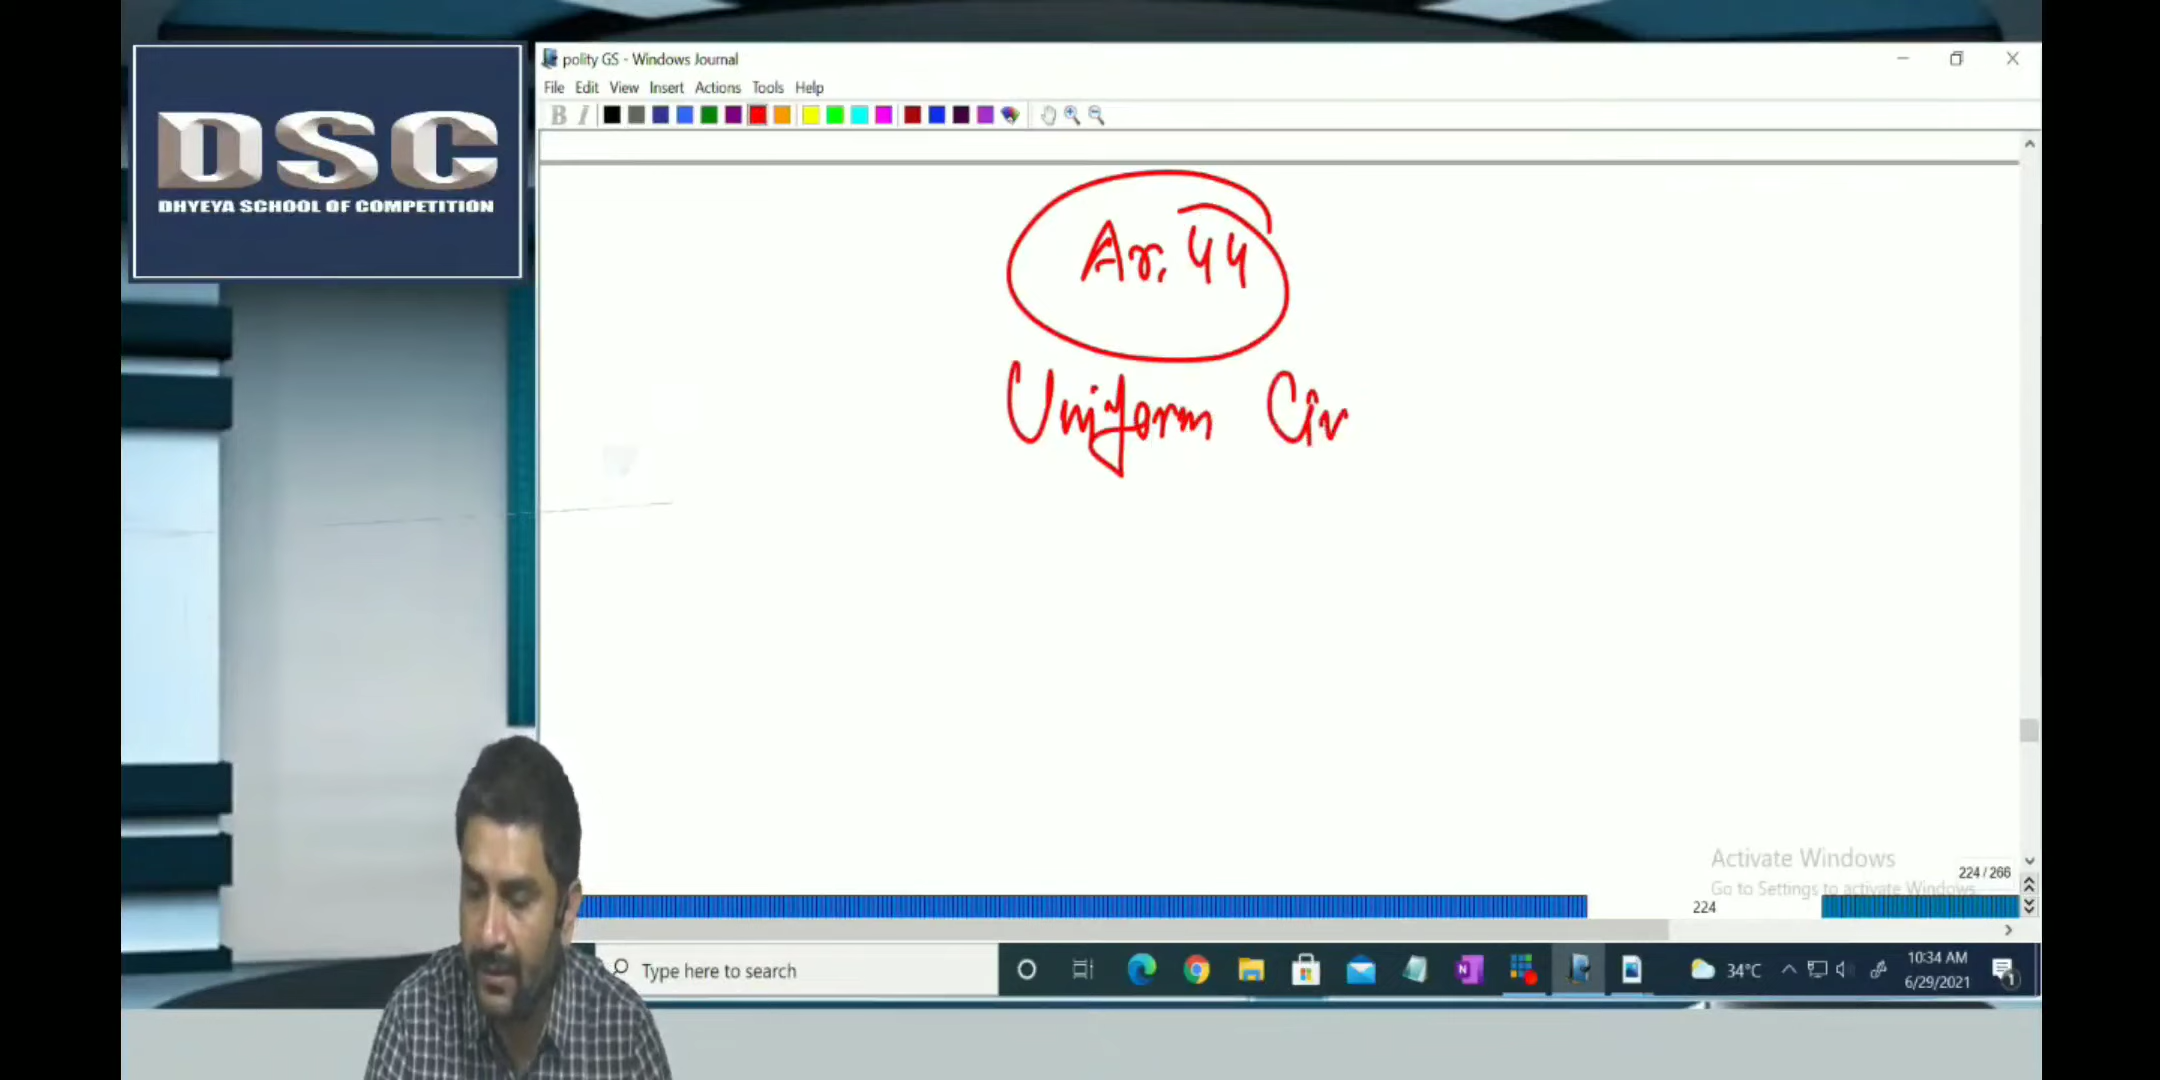 DSC
DHYEYA SCHOOL OF COMPETITION
polity GS - Windows Journal
File Edit View Insert Actions Tools Help
B I
Ar. 44
Uniform Civ
Activate Windows
Go to Settings to activate Windows.
224 / 266
224
Type here to search
34°C
10:34 AM
6/29/2021
1